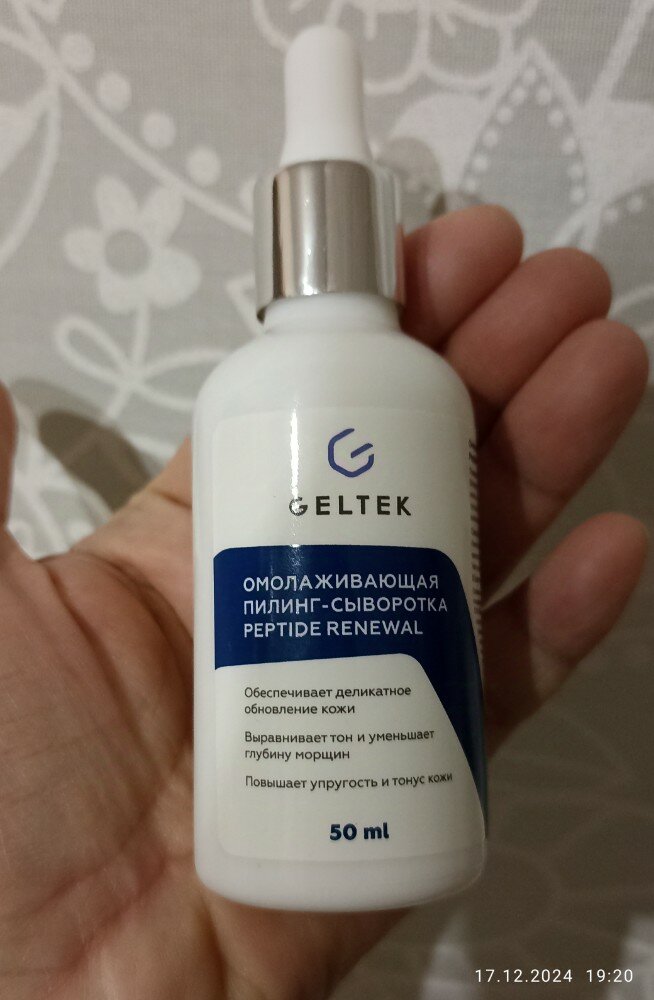 GELTEK
ОМОЛАЖИВАЮЩАЯ
ПИЛИНГ-СЫВОРОТКА
PEPTIDE RENEWAL
Обеспечивает деликатное
обновление кожи
Выравнивает тон и уменьшает
глубину морщин
Повышает упругость и тонус кожи
50 ml
17.12.2024 19:20